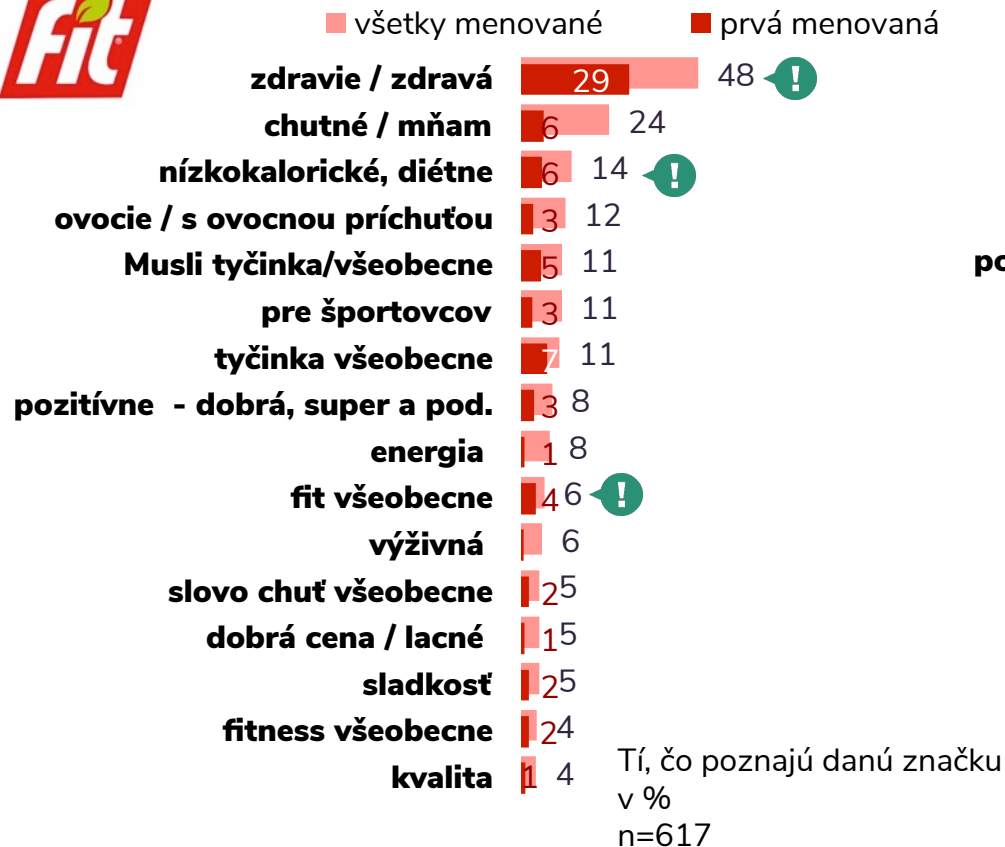 fit
všetky menované prvá menovaná
zdravie / zdravá 29 48 !
chutné / mňam 6 24
nízkokalorické, diétne 6 14 !
ovocie / s ovocnou príchuťou 3 12
Musli tyčinka/všeobecne 5 11
po
pre športovcov 3 11
tyčinka všeobecne 7 11
pozitívne - dobrá, super a pod. 3 8
energia 1 8
fit všeobecne 4 6 !
výživná 6
slovo chuť všeobecne 2 5
dobrá cena / lacné 1 5
sladkosť 2 5
fitness všeobecne 2 4
kvalita 1 4
Tí, čo poznajú danú značku
v %
n=617